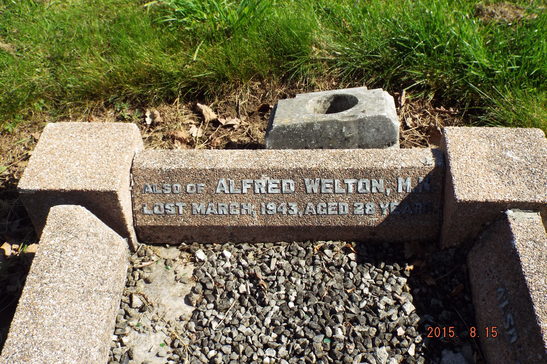 ALSO OF ALFRED WELTON, M.N.
LOST MARCH, 1943, AGED 28 YEARS.
2015 8.15